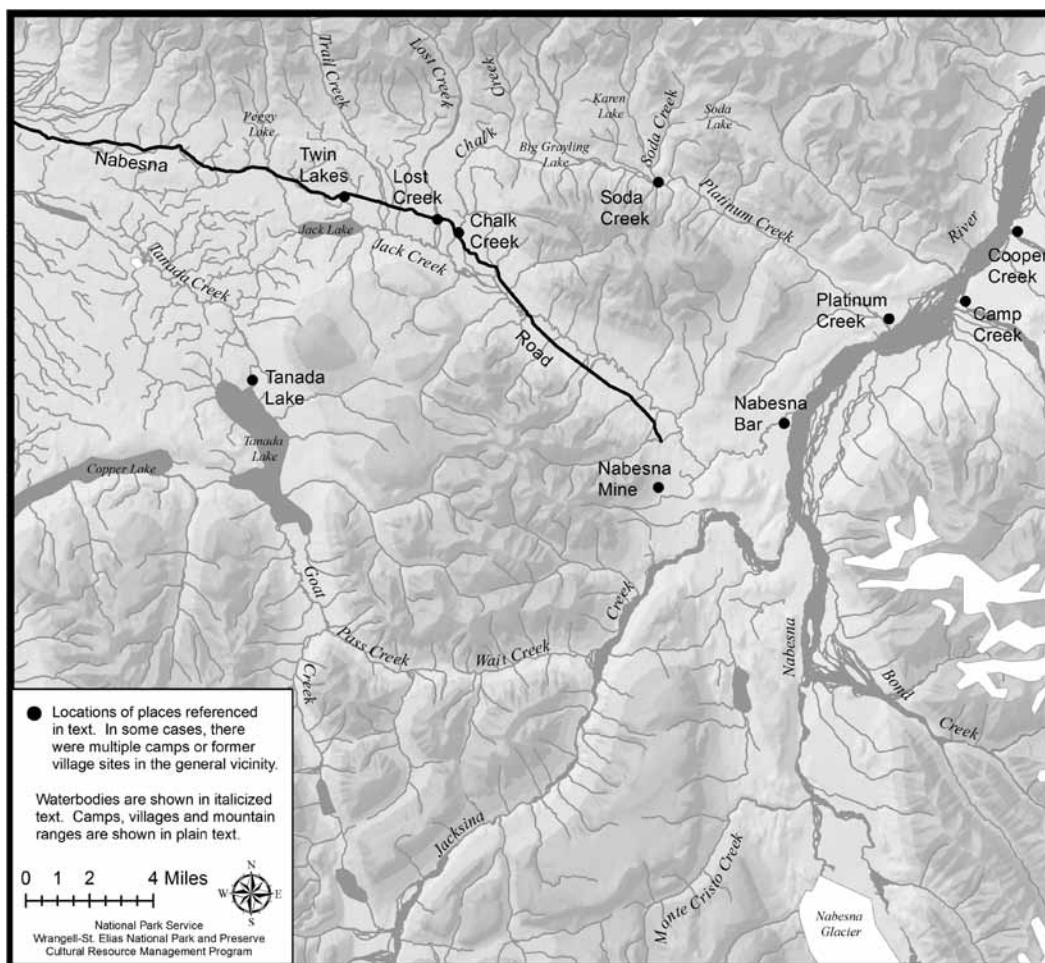 Trail Creek
Lost Creek
Creek
Chalk
Peggy
Lake
Karen
Lake
Soda Creek
Soda
Lake
Big Grayling
Lake
Nabesna
Twin
Lakes
Lost
Creek
Soda
Creek
Platinum Creek
River
Chalk
Creek
Jack Lake
Jack Creek
Cooper
Creek
Tanada Creek
Platinum
Creek
Camp
Creek
Road
Tanada
Lake
Nabesna
Bar
Tanada
Lake
Copper Lake
Nabesna
Mine
Goat
Creek
Pass Creek
Wait Creek
Creek
Nabesna
Bond
Creek
Jacksina
Monte Cristo Creek
Nabesna
Glacier
Locations of places referenced
in text. In some cases, there
were multiple camps or former
village sites in the general vicinity.
Waterbodies are shown in italicized
text. Camps, villages and mountain
ranges are shown in plain text.
0 1 2 4 Miles
N
W E
S
National Park Service
Wrangell-St. Elias National Park and Preserve
Cultural Resource Management Program